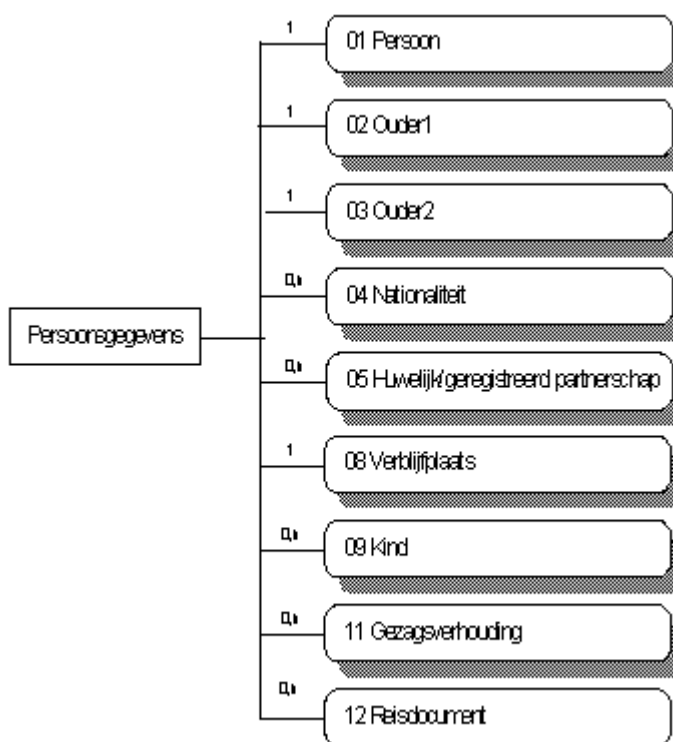 1
01 Persoon
1
02 Ouder1
1
03 Ouder2
0,n
04 Nationaliteit
Persoonsgegevens
0,n
05 Huwelijk/geregistreerd partnerschap
1
08 Verblijfplaats
0,n
09 Kind
0,n
11 Gezagsverhouding
0,n
12 Reisdocument